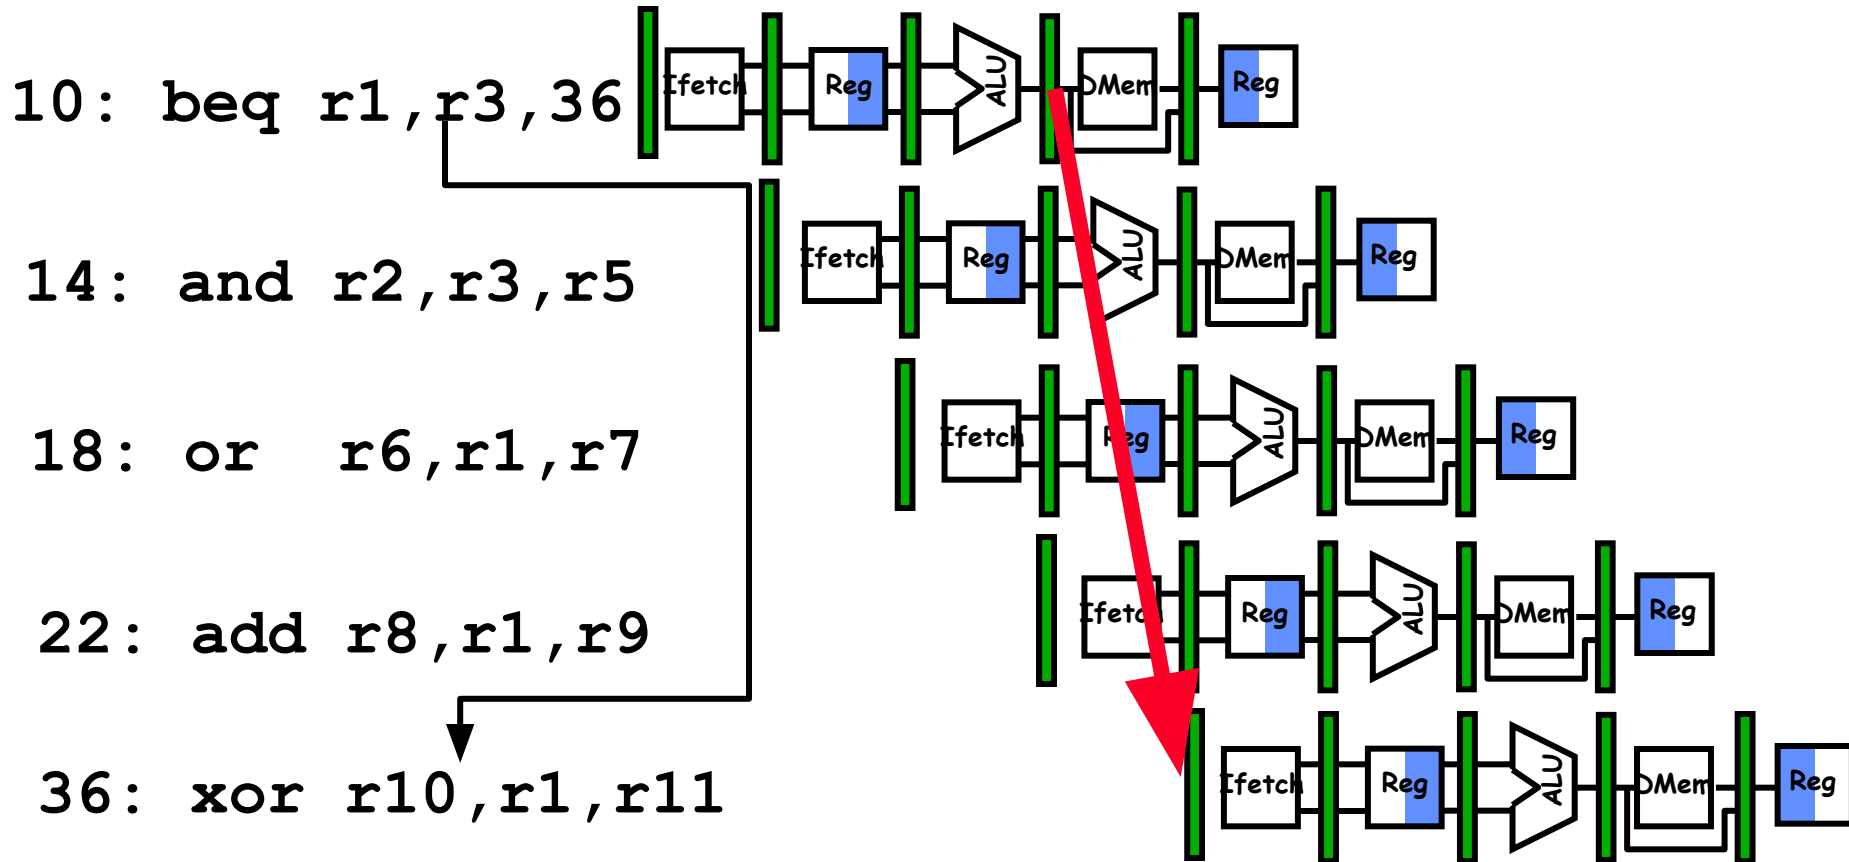 10: beq r1,r3,36 Ifetch Reg ALU DMem Reg
14: and r2,r3,r5 Ifetch Reg ALU DMem Reg
18: or r6,r1,r7 Ifetch Reg ALU DMem Reg
22: add r8,r1,r9 Ifetch Reg ALU DMem Reg
36: xor r10,r1,r11 Ifetch Reg ALU DMem Reg